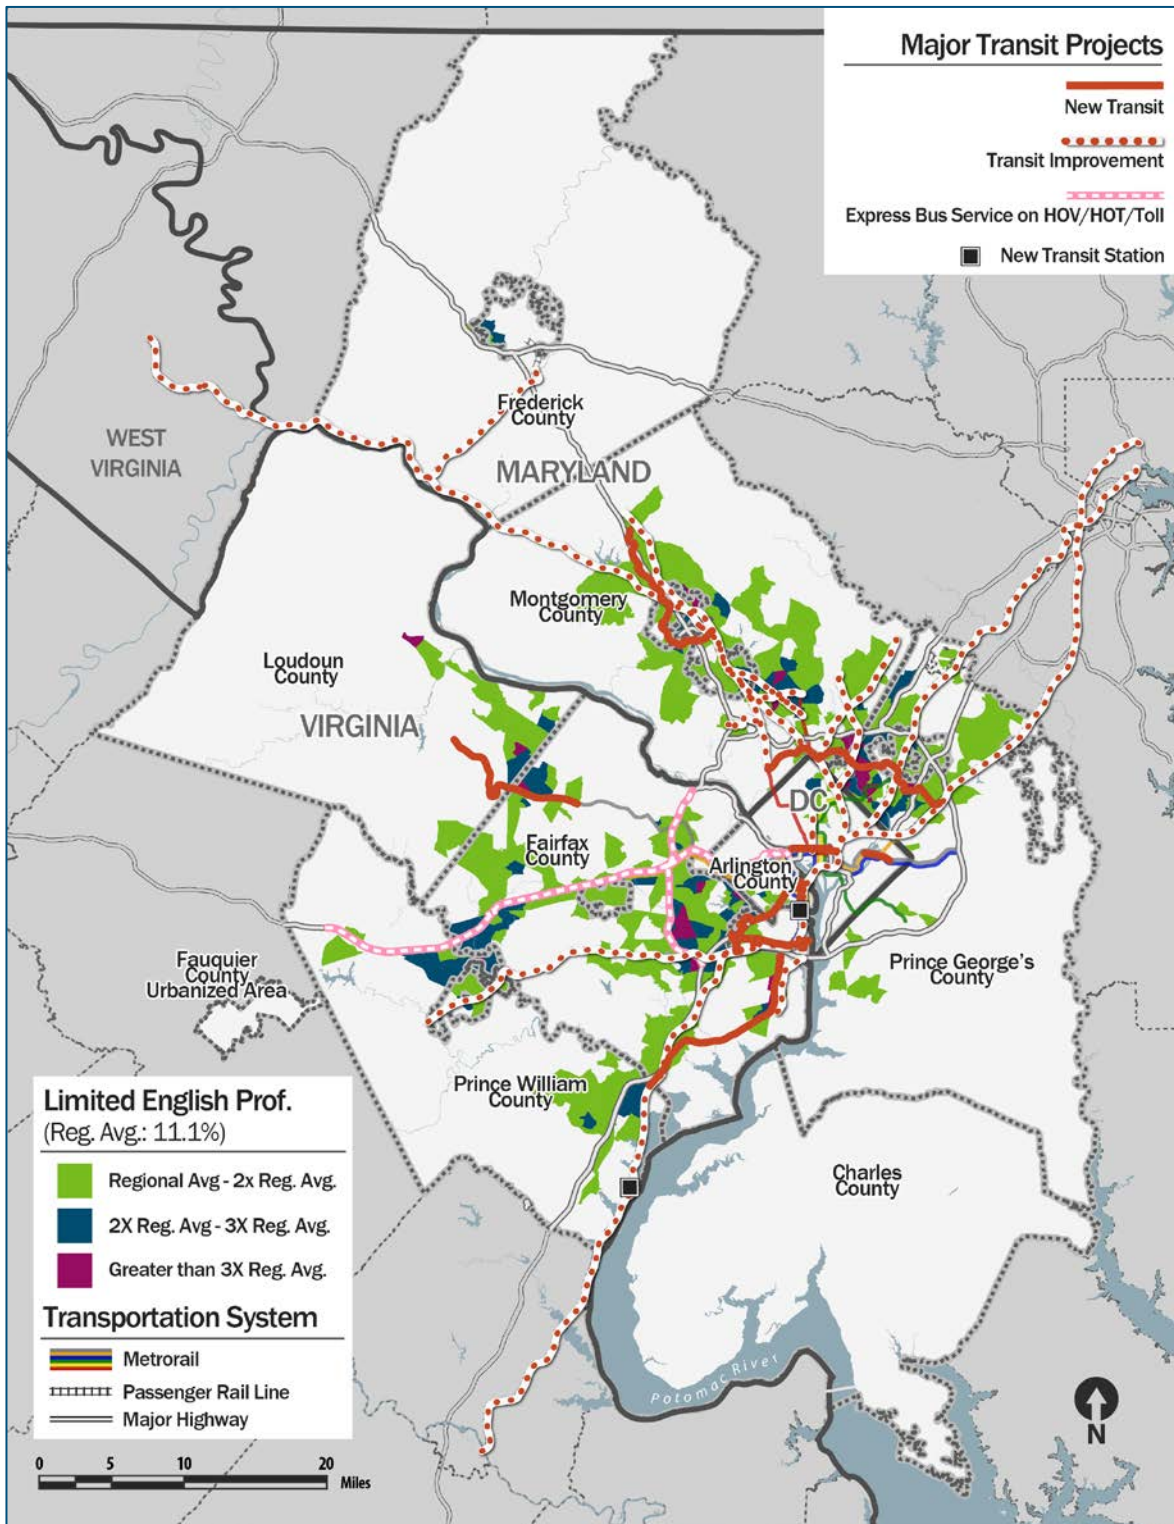 Major Transit Projects
New Transit
Transit Improvement
Express Bus Service on HOV/HOT/Toll
New Transit Station
Frederick
County
WEST
VIRGINIA
MARYLAND
Montgomery
County
Loudoun
County
VIRGINIA
DC
Fairfax
County
Arlington
County
Fauquier
County
Urbanized Area
Prince George's
County
Prince William
County
Charles
County
Potomac River
Limited English Prof.
(Reg. Avg.: 11.1%)
Regional Avg - 2x Reg. Avg.
2X Reg. Avg - 3X Reg. Avg.
Greater than 3X Reg. Avg.
Transportation System
Metrorail
Passenger Rail Line
Major Highway
0 5 10 20
Miles
N